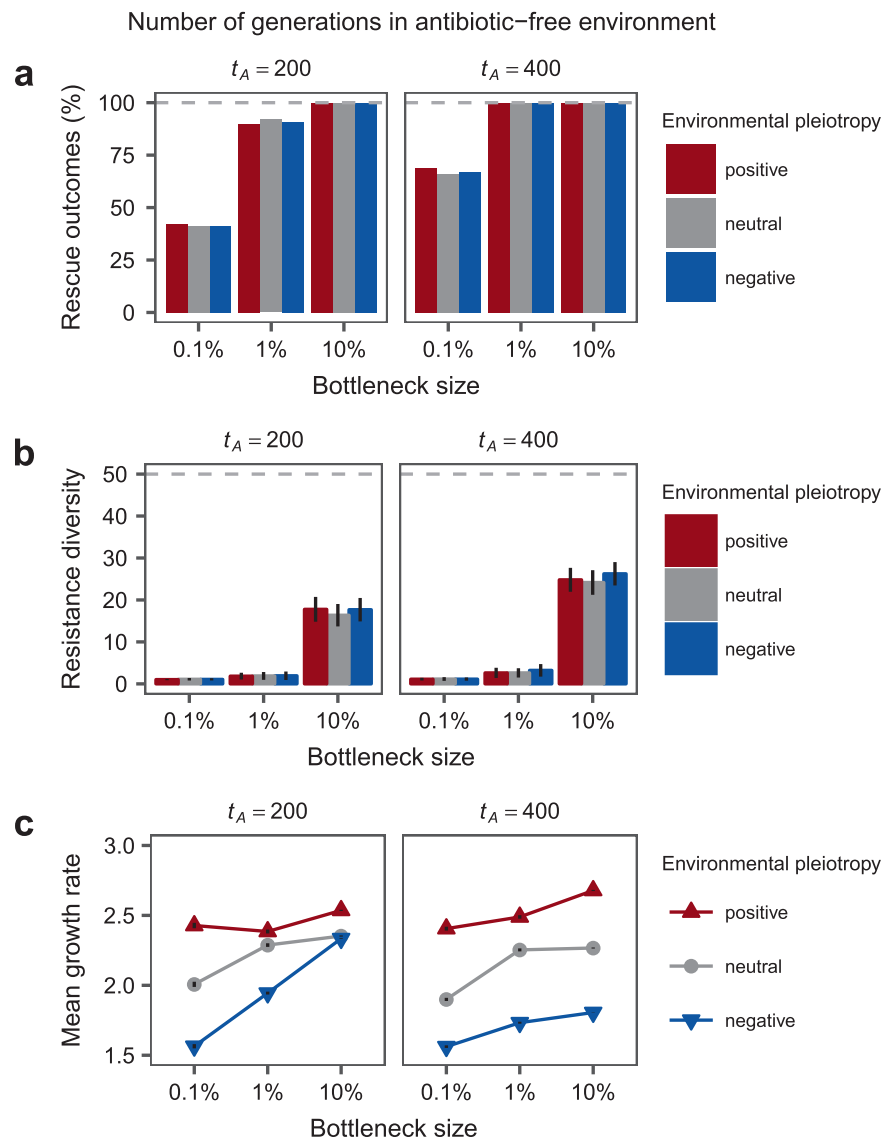 Number of generations in antibiotic−free environment
a
t_A = 200
t_A = 400
Rescue outcomes (%)
100
75
50
25
0
0.1%
1%
10%
0.1%
1%
10%
Bottleneck size
Environmental pleiotropy
positive
neutral
negative
b
t_A = 200
t_A = 400
Resistance diversity
50
40
30
20
10
0
0.1%
1%
10%
0.1%
1%
10%
Bottleneck size
Environmental pleiotropy
positive
neutral
negative
c
t_A = 200
t_A = 400
Mean growth rate
3.0
2.5
2.0
1.5
0.1%
1%
10%
0.1%
1%
10%
Bottleneck size
Environmental pleiotropy
positive
neutral
negative